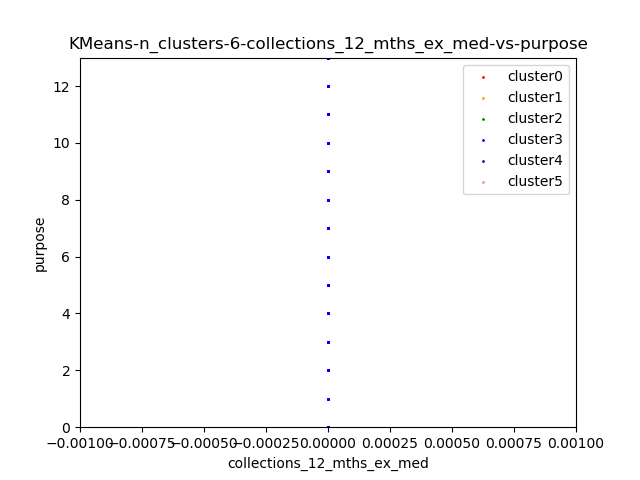 KMeans-n_clusters-6-collections_12_mths_ex_med-vs-purpose
12
10
8
6
4
2
0
purpose
cluster0
cluster1
cluster2
cluster3
cluster4
cluster5
−0.00100 −0.00075 −0.00050 −0.00025 0.00000 0.00025 0.00050 0.00075 0.00100
collections_12_mths_ex_med